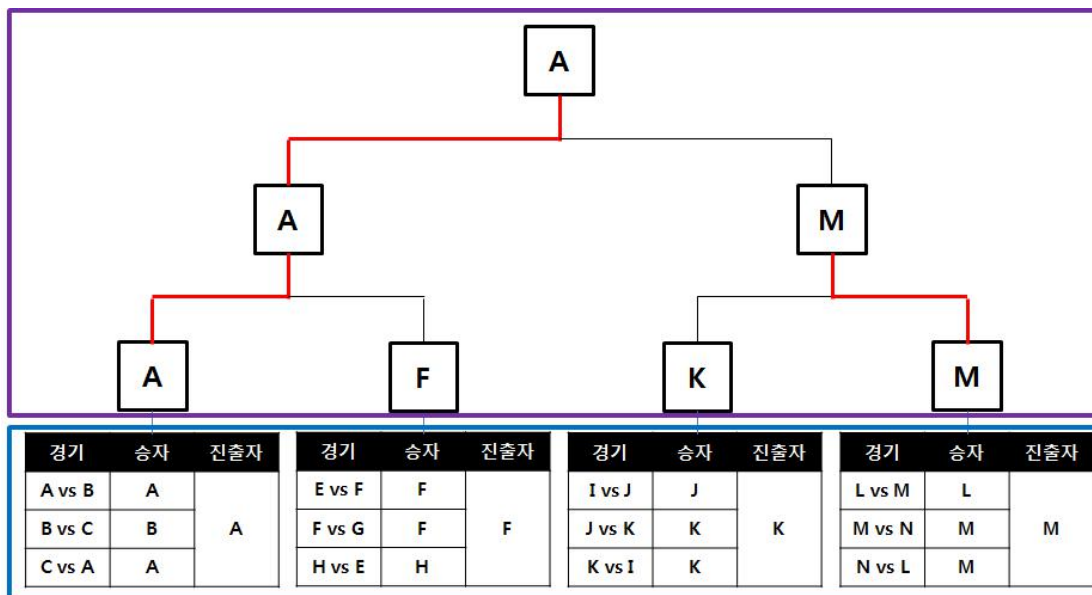 A
A M
A F K M
경기 승자 진출자 경기 승자 진출자 경기 승자 진출자 경기 승자 진출자
A vs B A E vs F F I vs J J L vs M L
B vs C B A F vs G F F J vs K K K M vs N M M
C vs A A H vs E H K vs I K N vs L M